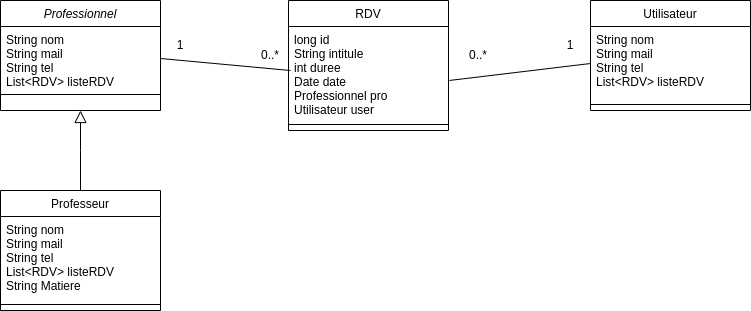 Professionnel
String nom
String mail
String tel
List<RDV> listeRDV
1
0..*
RDV
long id
String intitule
int duree
Date date
Professionnel pro
Utilisateur user
0..*
1
Utilisateur
String nom
String mail
String tel
List<RDV> listeRDV
Professeur
String nom
String mail
String tel
List<RDV> listeRDV
String Matiere